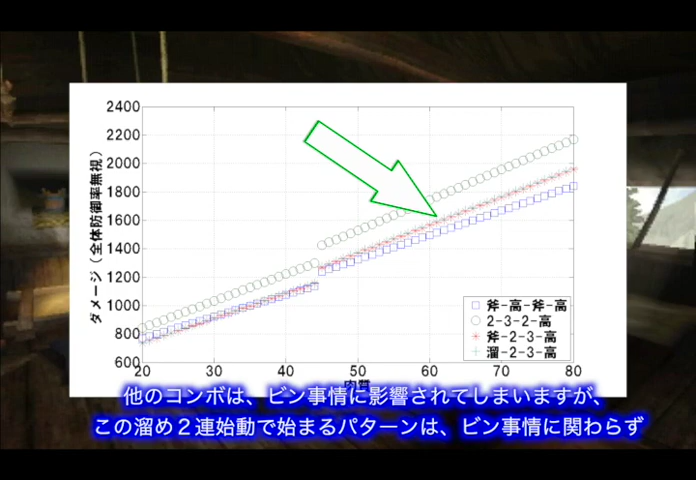 2400
2200
2000
1800
1600
1400
1200
1000
800
600
ダメージ（全体防御率無視）
20 30 40 50 60 70 80
肉質
斧-高-斧-高
2-3-2-高
斧-2-3-高
溜-2-3-高
他のコンボは、ビン事情に影響されてしまいますが、
この溜め２連始動で始まるパターンは、ビン事情に関わらず